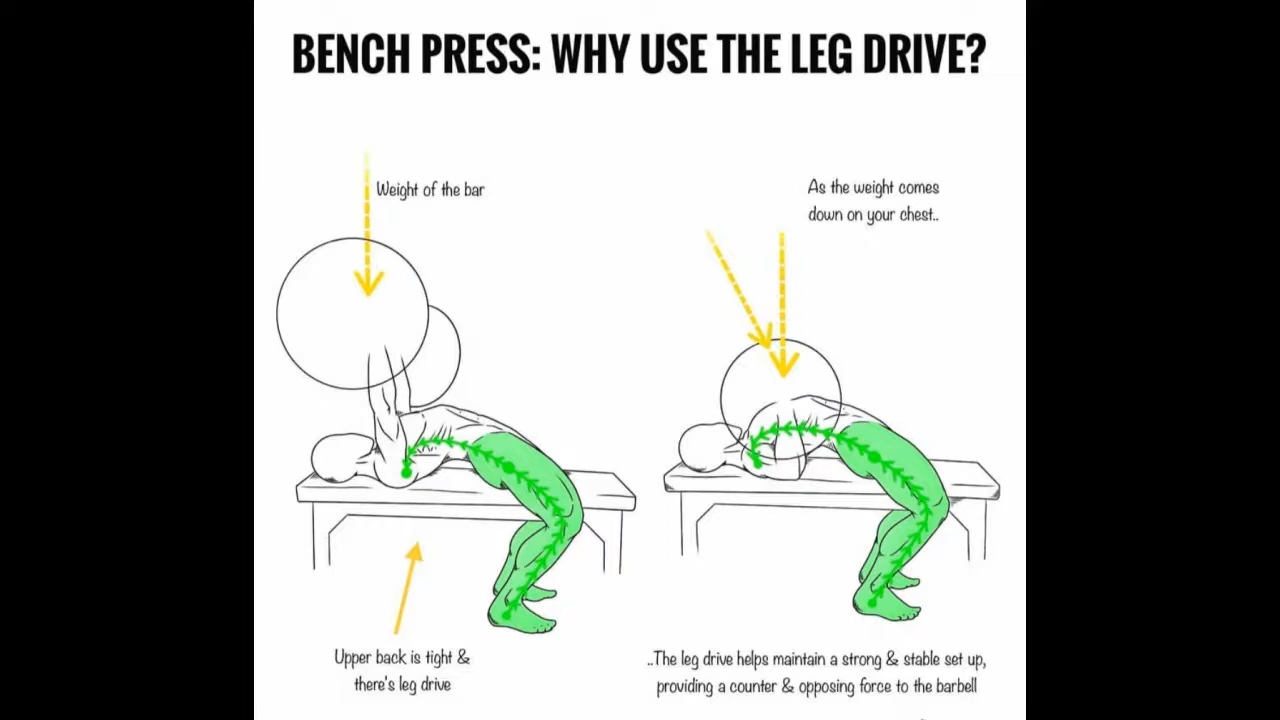 BENCH PRESS: WHY USE THE LEG DRIVE?
Weight of the bar
As the weight comes
down on your chest..
Upper back is tight &
there's leg drive
..The leg drive helps maintain a strong & stable set up,
providing a counter & opposing force to the barbell